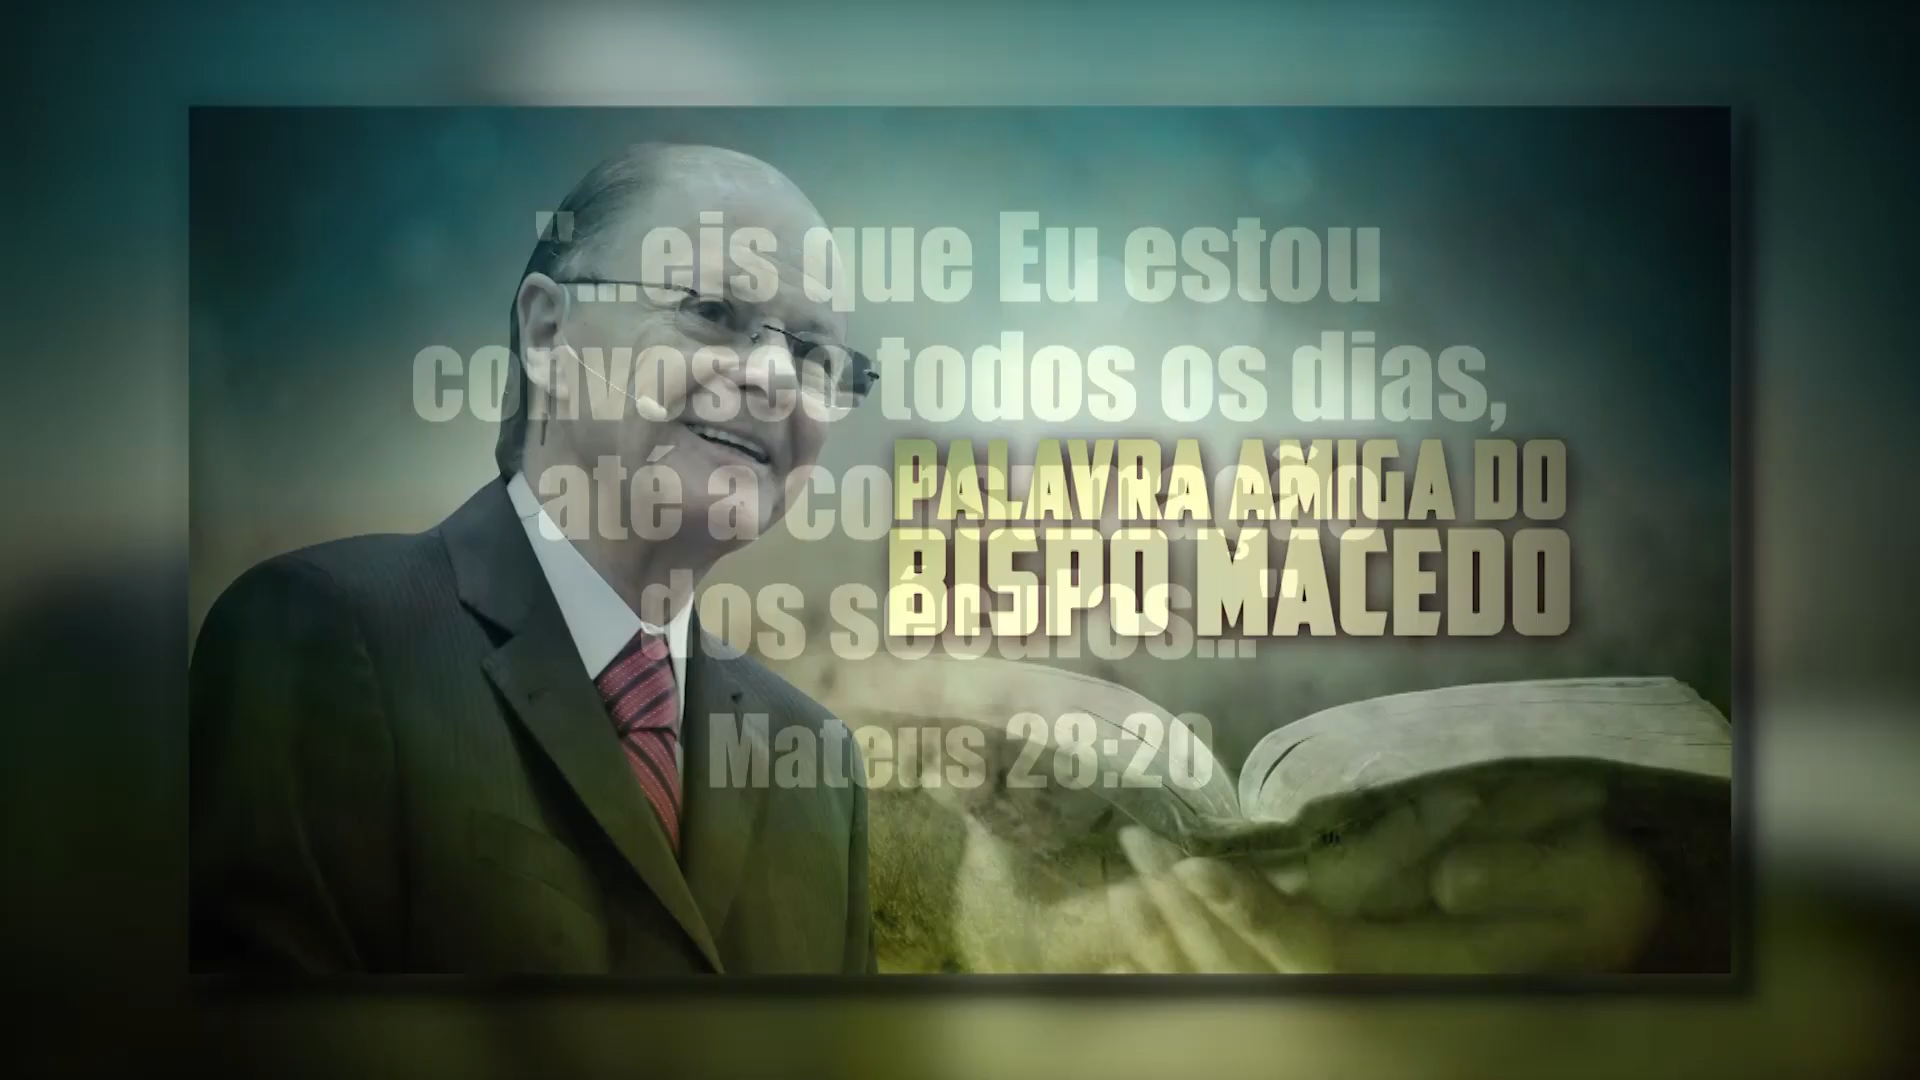 "...eis que Eu estou
convosco todos os dias,
até a consumação
dos séculos..."
Mateus 28:20
PALAVRA AMIGA DO
BISPO MACEDO